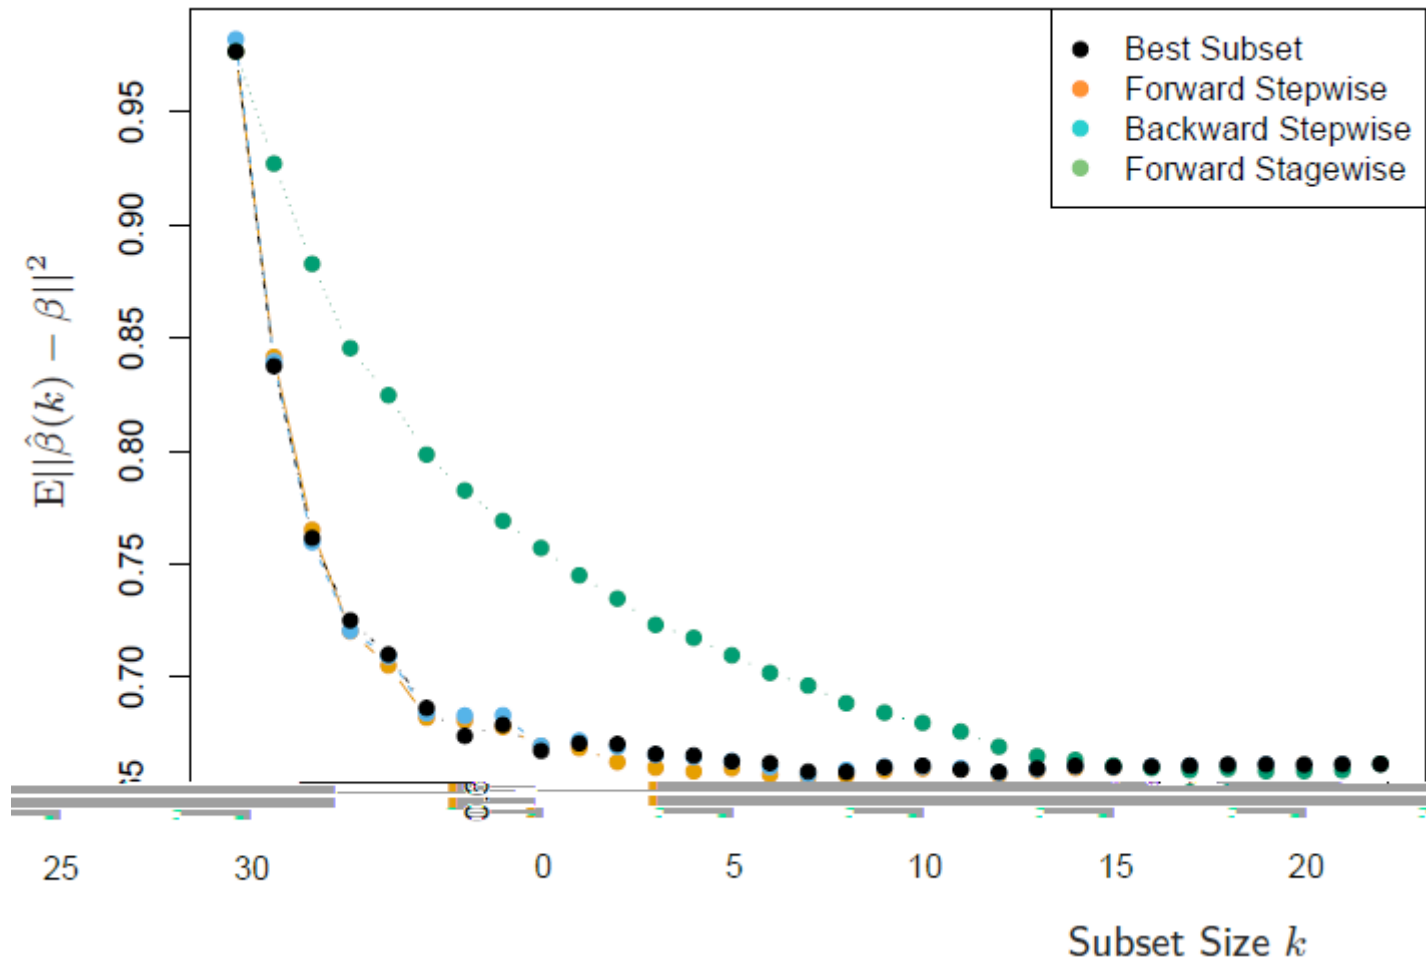 Best Subset
Forward Stepwise
Backward Stepwise
Forward Stagewise
0.95
0.90
0.85
0.80
0.75
0.70
E||β̂(k) − β||²
25 30 0 5 10 15 20
Subset Size k